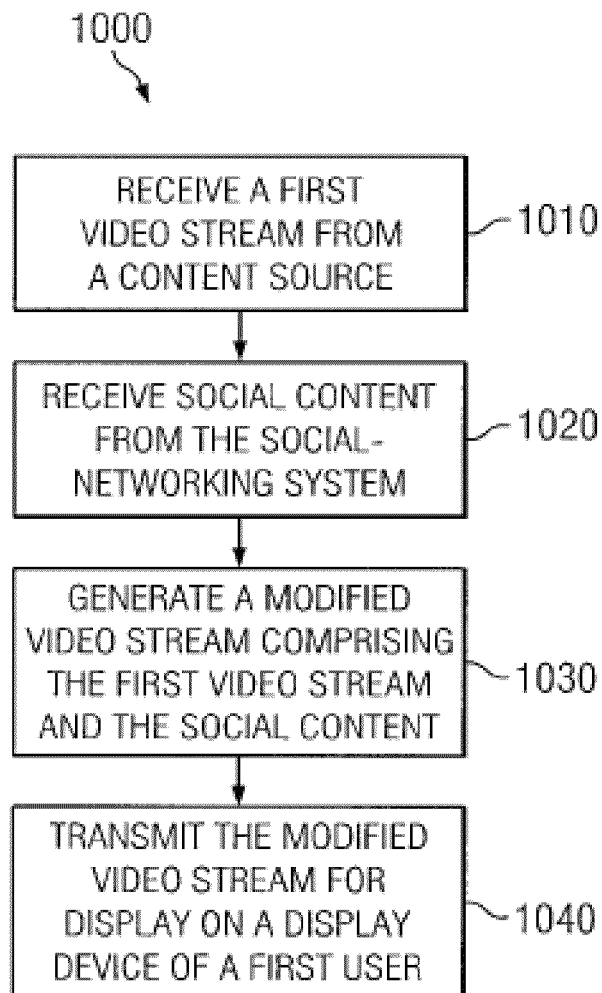 1000
RECEIVE A FIRST
VIDEO STREAM FROM
A CONTENT SOURCE
1010
RECEIVE SOCIAL CONTENT
FROM THE SOCIAL-
NETWORKING SYSTEM
1020
GENERATE A MODIFIED
VIDEO STREAM COMPRISING
THE FIRST VIDEO STREAM
AND THE SOCIAL CONTENT
1030
TRANSMIT THE MODIFIED
VIDEO STREAM FOR
DISPLAY ON A DISPLAY
DEVICE OF A FIRST USER
1040